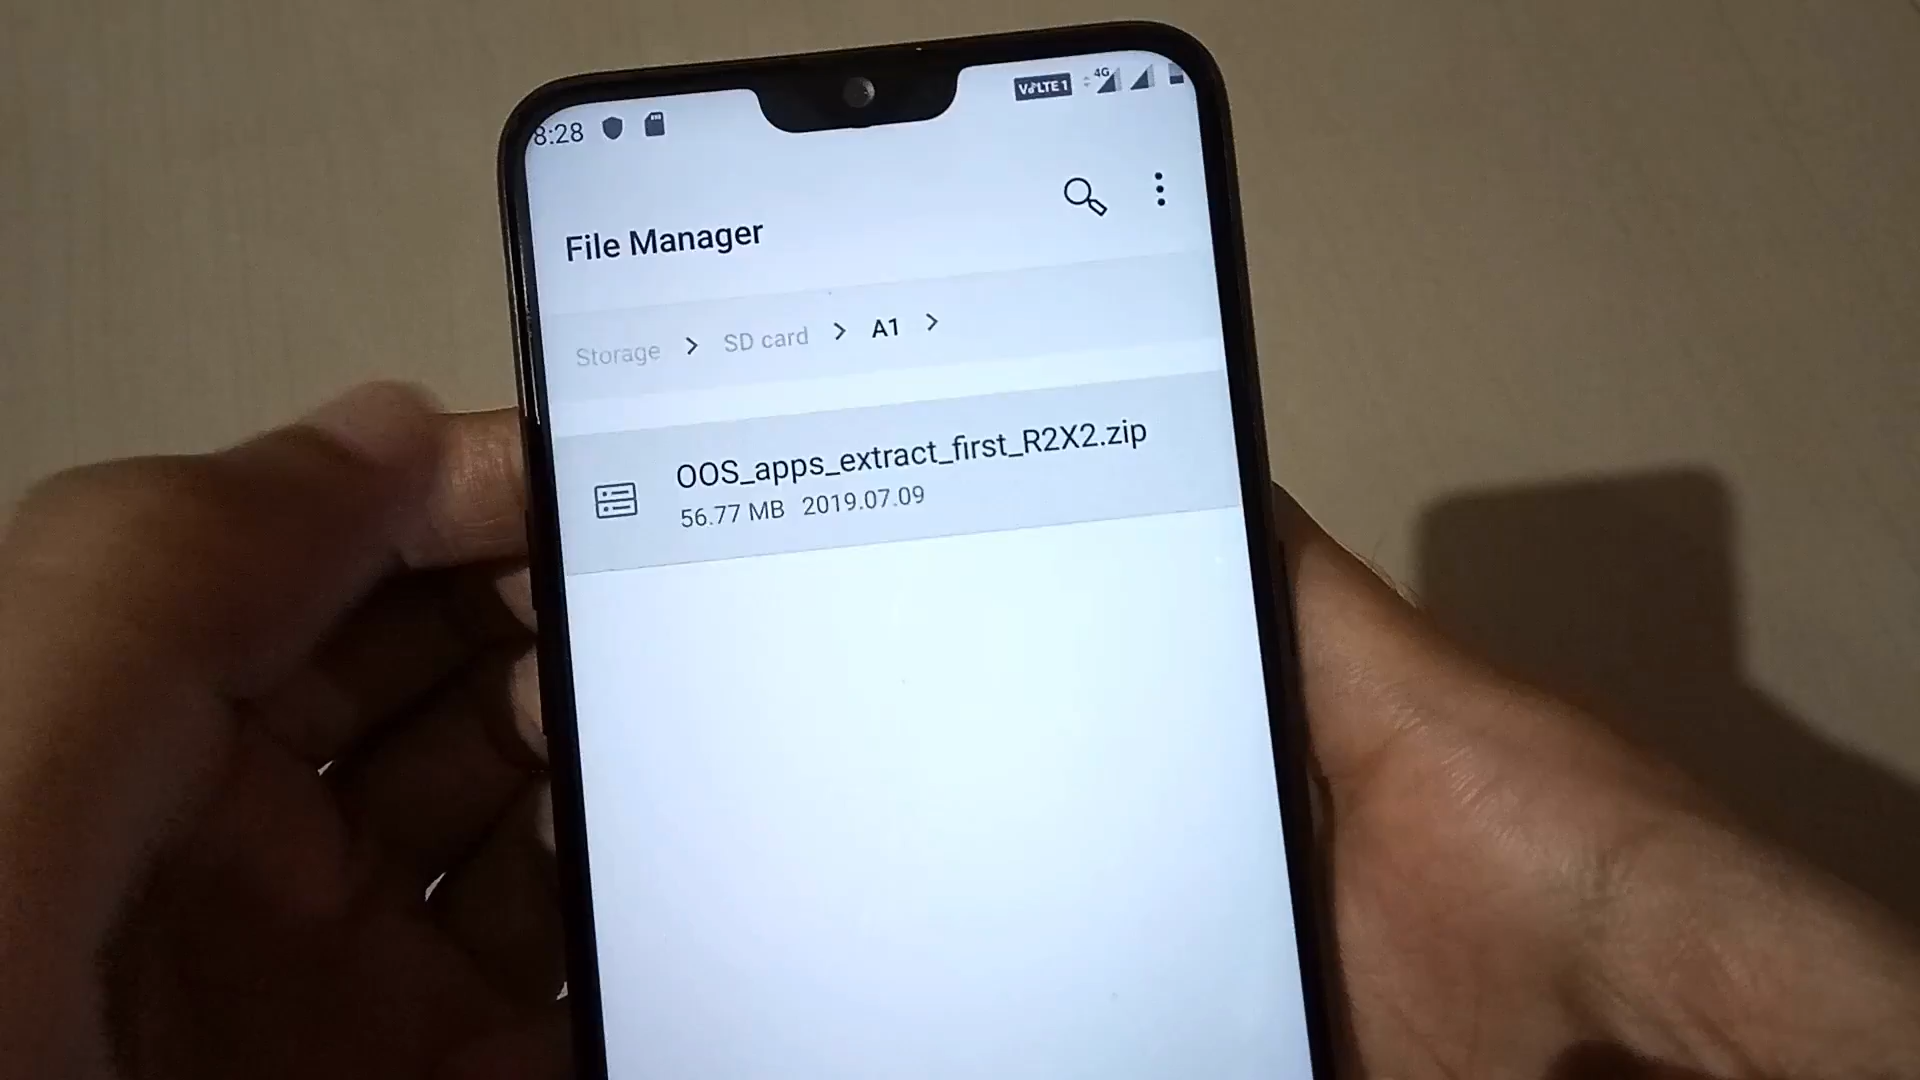 8:28 VoLTE 1 4G
File Manager
Storage > SD card > A1 >
OOS_apps_extract_first_R2X2.zip
56.77 MB 2019.07.09